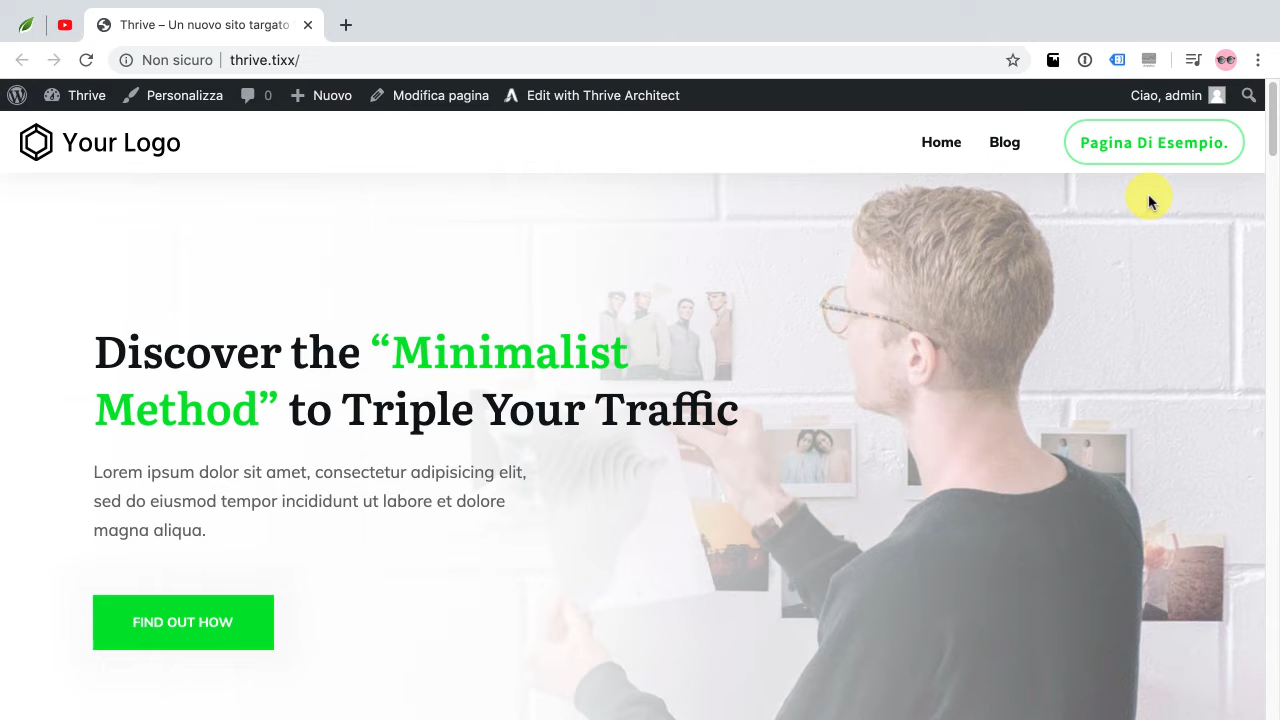 Thrive – Un nuovo sito targato
Non sicuro
thrive.tixx/
Thrive
Personalizza
0
Nuovo
Modifica pagina
Edit with Thrive Architect
Ciao, admin
Your Logo
Home
Blog
Pagina Di Esempio.
Discover the “Minimalist
Method” to Triple Your Traffic
Lorem ipsum dolor sit amet, consectetur adipisicing elit,
sed do eiusmod tempor incididunt ut labore et dolore
magna aliqua.
FIND OUT HOW